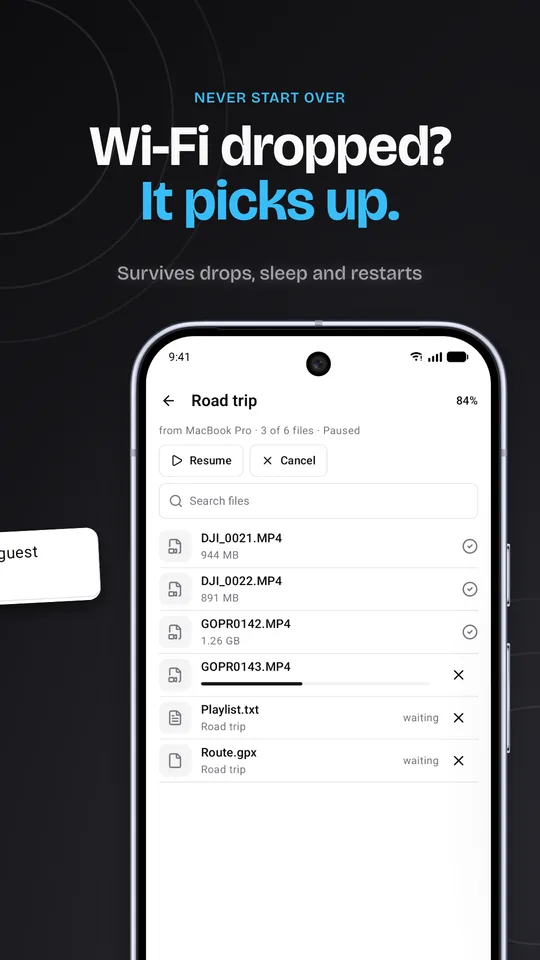 NEVER START OVER
Wi-Fi dropped?
It picks up.
Survives drops, sleep and restarts
9:41
Road trip
84%
from MacBook Pro · 3 of 6 files · Paused
Resume
Cancel
Search files
guest
DJI_0021.MP4
944 MB
DJI_0022.MP4
891 MB
GOPR0142.MP4
1.26 GB
GOPR0143.MP4
Playlist.txt
Road trip
waiting
Route.gpx
Road trip
waiting